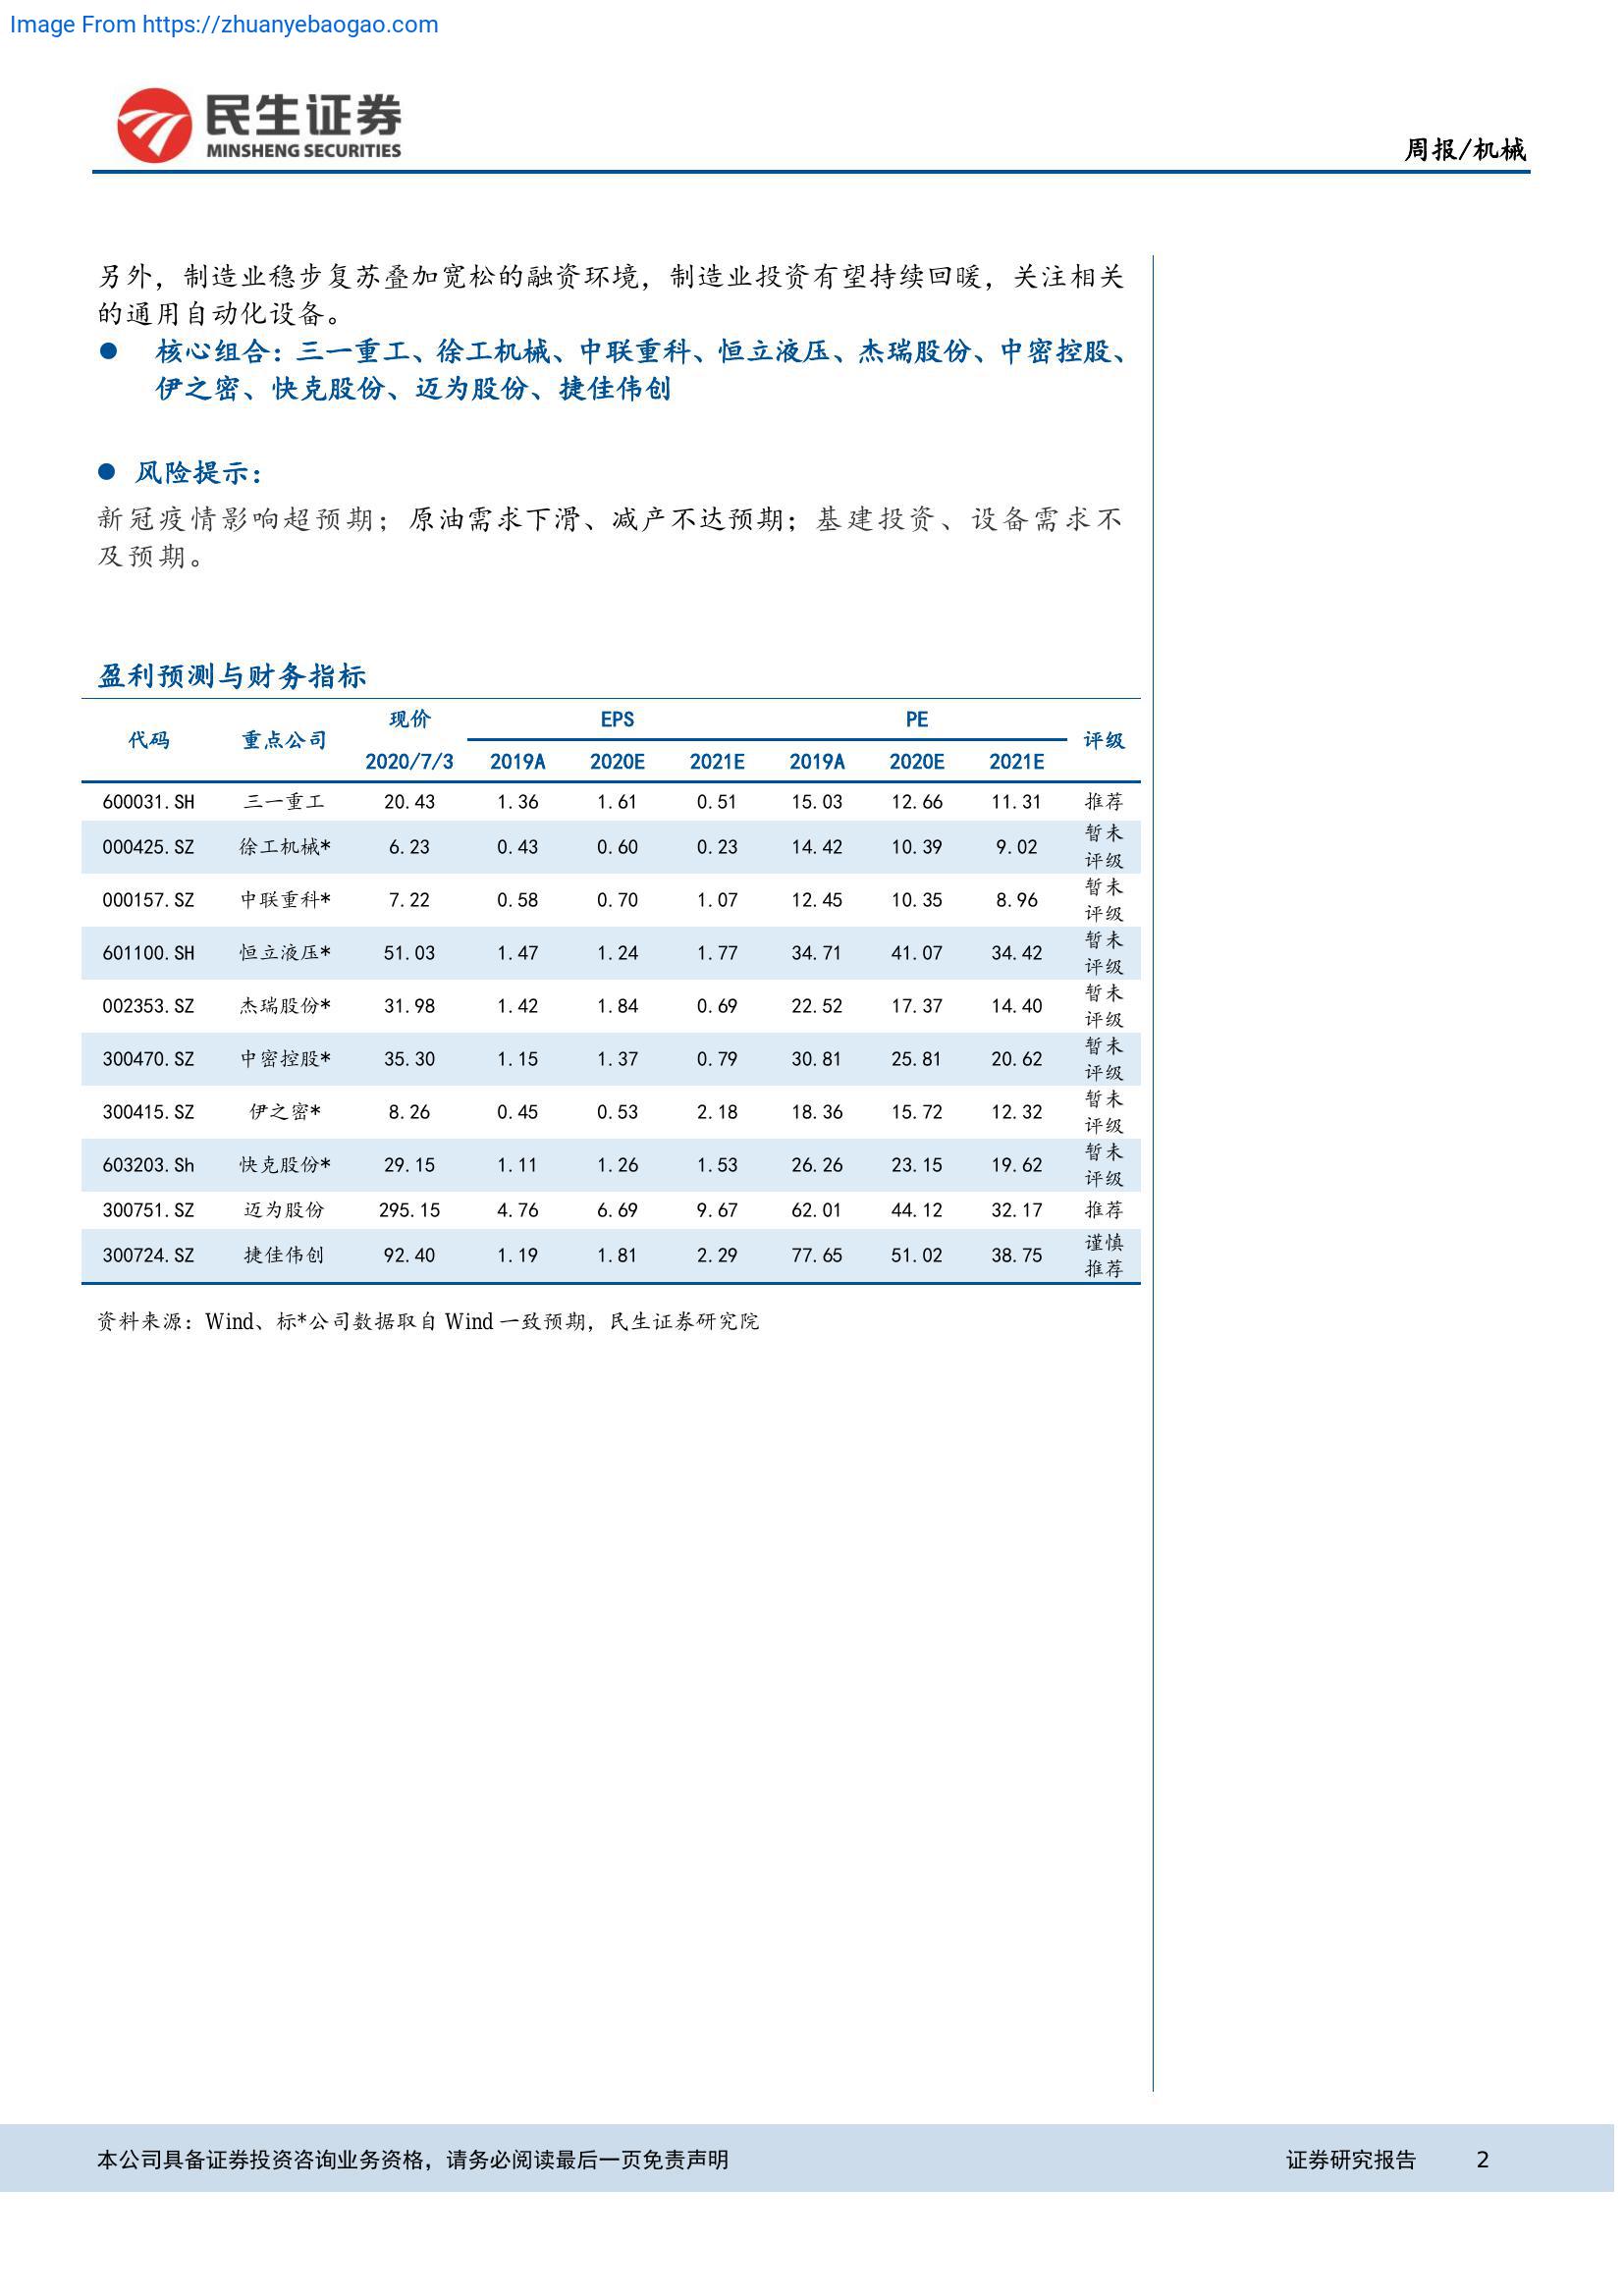 Image From https://zhuanyebaogao.com
民生证券
MINSHENG SECURITIES
周报/机械
另外，制造业稳步复苏叠加宽松的融资环境，制造业投资有望持续回暖，关注相关
的通用自动化设备。
● 核心组合：三一重工、徐工机械、中联重科、恒立液压、杰瑞股份、中密控股、
伊之密、快克股份、迈为股份、捷佳伟创
● 风险提示：
新冠疫情影响超预期；原油需求下滑、减产不达预期；基建投资、设备需求不
及预期。
盈利预测与财务指标
代码 重点公司 现价 EPS PE 评级
2020/7/3 2019A 2020E 2021E 2019A 2020E 2021E
600031.SH 三一重工 20.43 1.36 1.61 0.51 15.03 12.66 11.31 推荐
000425.SZ 徐工机械* 6.23 0.43 0.60 0.23 14.42 10.39 9.02 暂未评级
000157.SZ 中联重科* 7.22 0.58 0.70 1.07 12.45 10.35 8.96 暂未评级
601100.SH 恒立液压* 51.03 1.47 1.24 1.77 34.71 41.07 34.42 暂未评级
002353.SZ 杰瑞股份* 31.98 1.42 1.84 0.69 22.52 17.37 14.40 暂未评级
300470.SZ 中密控股* 35.30 1.15 1.37 0.79 30.81 25.81 20.62 暂未评级
300415.SZ 伊之密* 8.26 0.45 0.53 2.18 18.36 15.72 12.32 暂未评级
603203.Sh 快克股份* 29.15 1.11 1.26 1.53 26.26 23.15 19.62 暂未评级
300751.SZ 迈为股份 295.15 4.76 6.69 9.67 62.01 44.12 32.17 推荐
300724.SZ 捷佳伟创 92.40 1.19 1.81 2.29 77.65 51.02 38.75 谨慎推荐
资料来源：Wind、标*公司数据取自 Wind 一致预期，民生证券研究院
本公司具备证券投资咨询业务资格，请务必阅读最后一页免责声明 证券研究报告 2